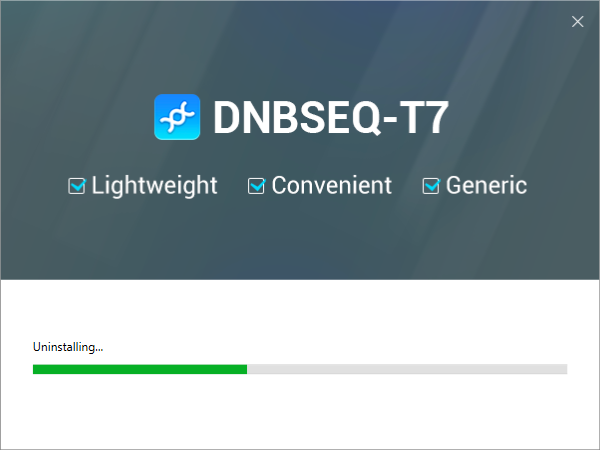 DNBSEQ-T7
Lightweight Convenient Generic
Uninstalling...